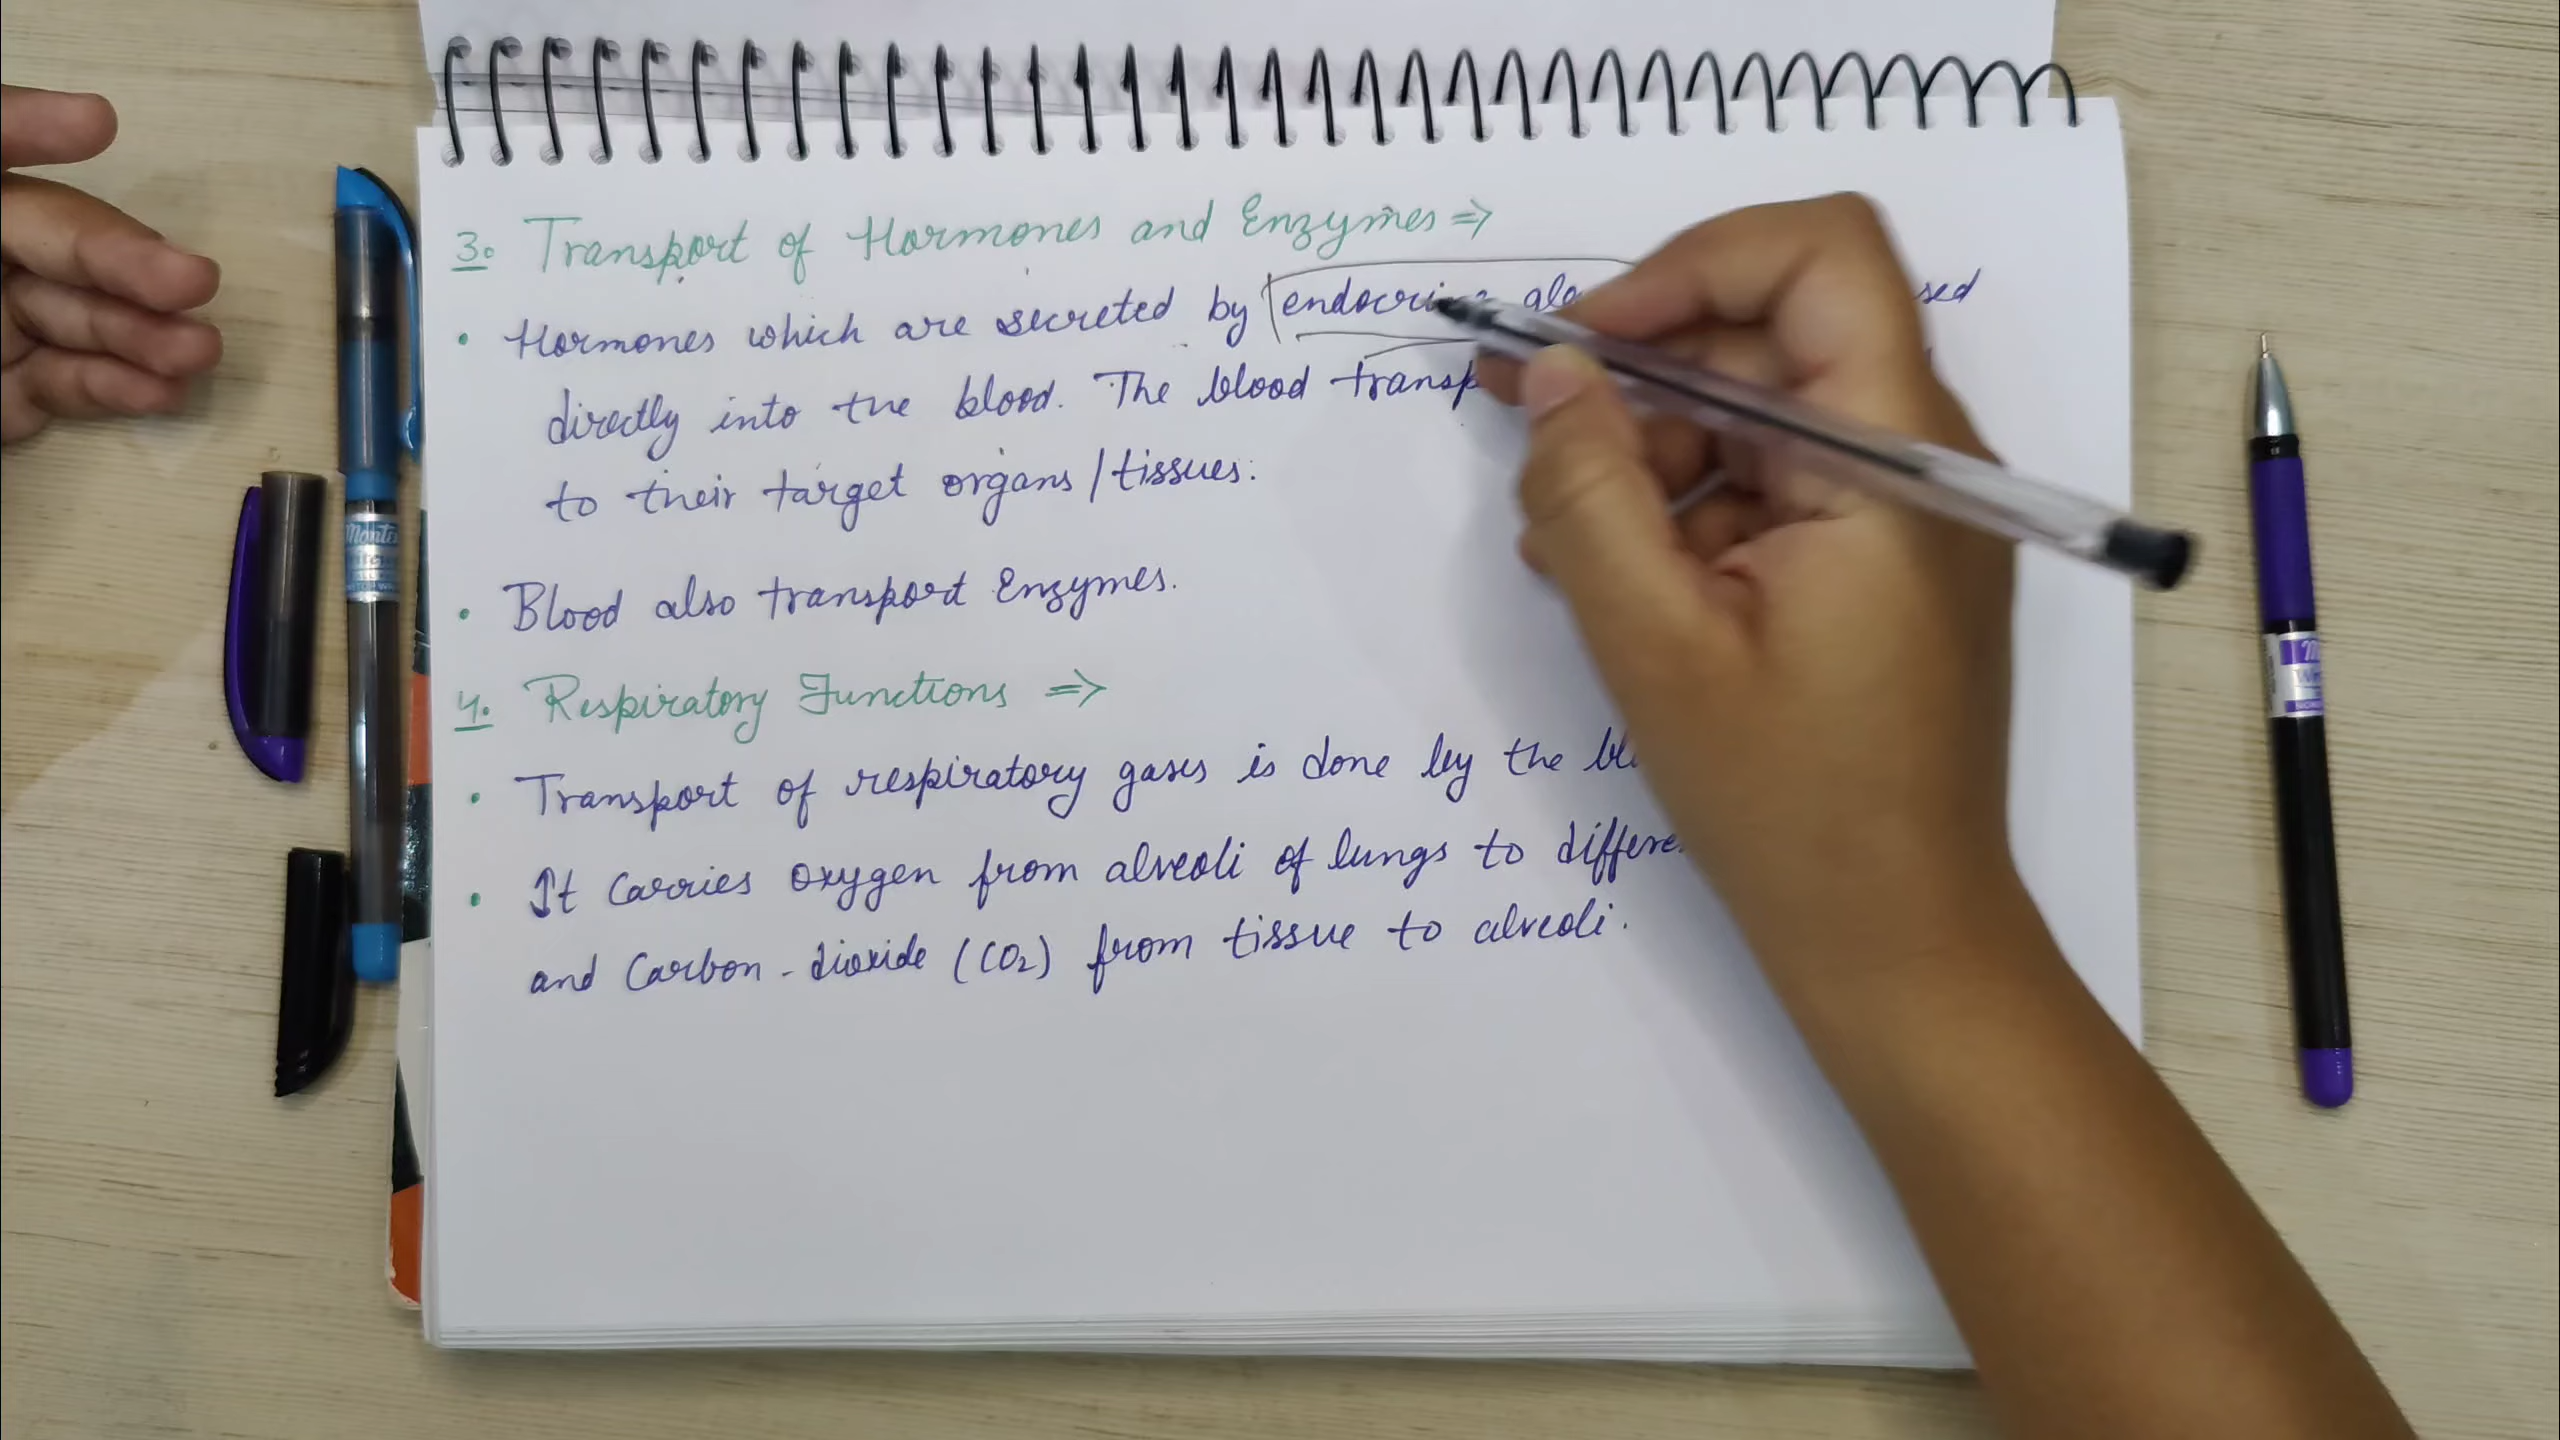 3. Transport of Hormones and Enzymes ⇒
• Hormones which are secreted by endocrine
directly into the blood. The blood
to their target organs / tissues.
• Blood also transport Enzymes.
4. Respiratory Functions ⇒
• Transport of respiratory gases is done by the
• It carries oxygen from alveoli of lungs to
and Carbon-dioxide (CO₂) from tissue to alveoli.